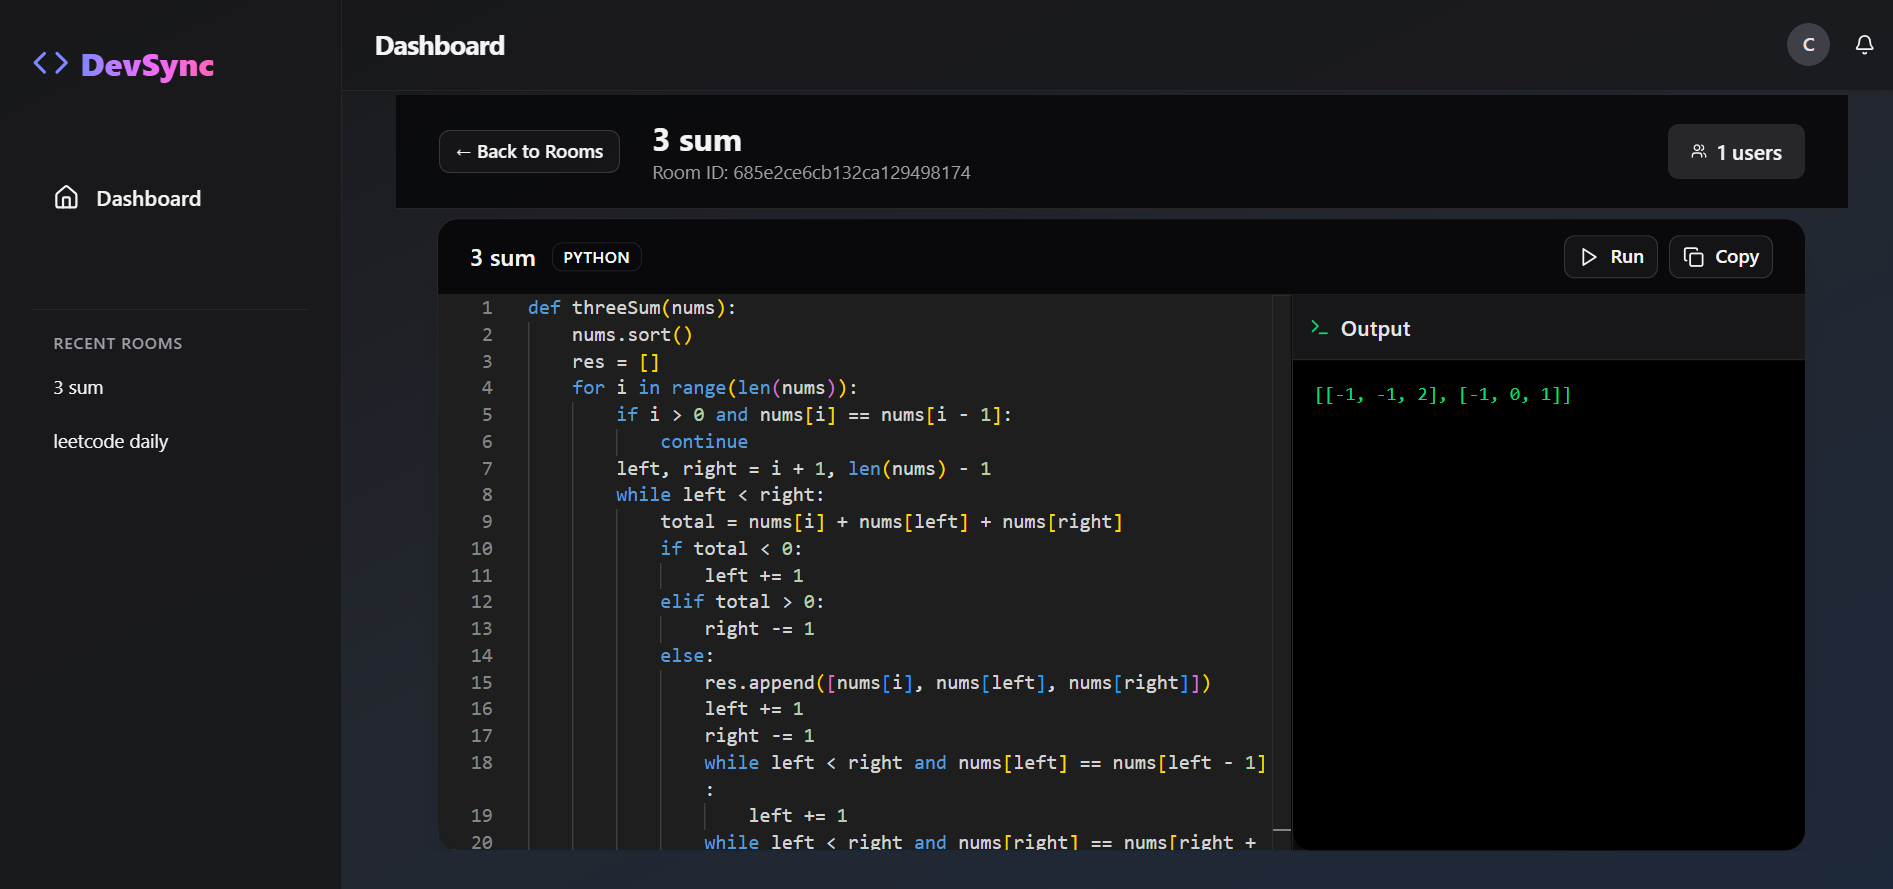 DevSync
Dashboard
RECENT ROOMS
3 sum
leetcode daily
Dashboard
C
← Back to Rooms
3 sum
Room ID: 685e2ce6cb132ca129498174
1 users
3 sum
PYTHON
Run
Copy
1 def threeSum(nums):
2     nums.sort()
3     res = []
4     for i in range(len(nums)):
5         if i > 0 and nums[i] == nums[i - 1]:
6             continue
7         left, right = i + 1, len(nums) - 1
8         while left < right:
9             total = nums[i] + nums[left] + nums[right]
10             if total < 0:
11                 left += 1
12             elif total > 0:
13                 right -= 1
14             else:
15                 res.append([nums[i], nums[left], nums[right]])
16                 left += 1
17                 right -= 1
18                 while left < right and nums[left] == nums[left - 1]
:
19                     left += 1
20                 while left < right and nums[right] == nums[right +
>_ Output
[[-1, -1, 2], [-1, 0, 1]]